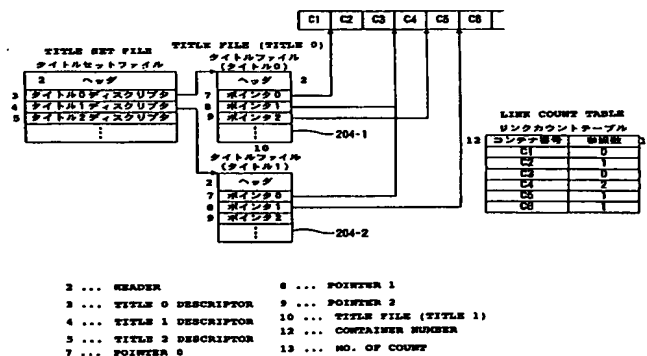 C1 C2 C3 C4 C5 C6
TITLE SET FILE
タイトルセットファイル
2 ヘッダ
3 タイトル0ディスクリプタ
4 タイトル1ディスクリプタ
5 タイトル2ディスクリプタ
⋮
TITLE FILE (TITLE 0)
タイトルファイル
(タイトル0)
ヘッダ 2
7 ポインタ0
8 ポインタ1
9 ポインタ2
⋮
204-1
10
タイトルファイル
(タイトル1)
2 ヘッダ
7 ポインタ0
8 ポインタ1
9 ポインタ2
⋮
204-2
LINK COUNT TABLE
リンクカウントテーブル
12 コンテナ番号 参照数
C1 0
C2 1
C3 0
C4 2
C5 1
C6 1
2 ... HEADER
3 ... TITLE 0 DESCRIPTOR
4 ... TITLE 1 DESCRIPTOR
5 ... TITLE 2 DESCRIPTOR
7 ... POINTER 0
8 ... POINTER 1
9 ... POINTER 2
10 ... TITLE FILE (TITLE 1)
12 ... CONTAINER NUMBER
13 ... NO. OF COUNT